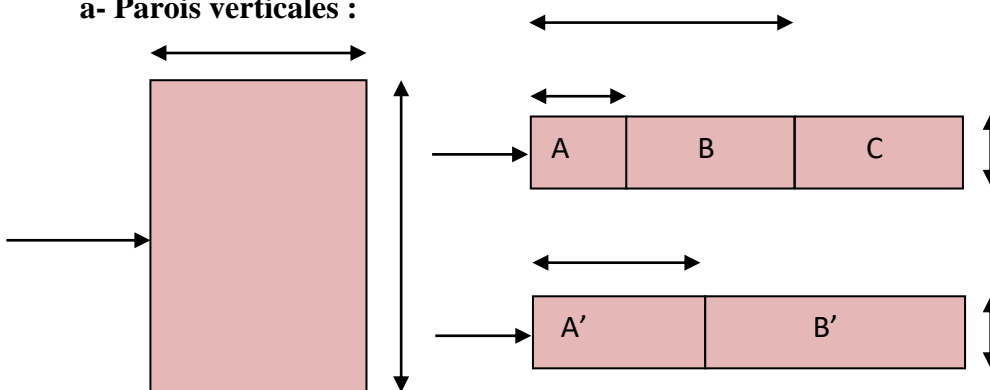 a- Parois verticales :
A B C
A’ B’